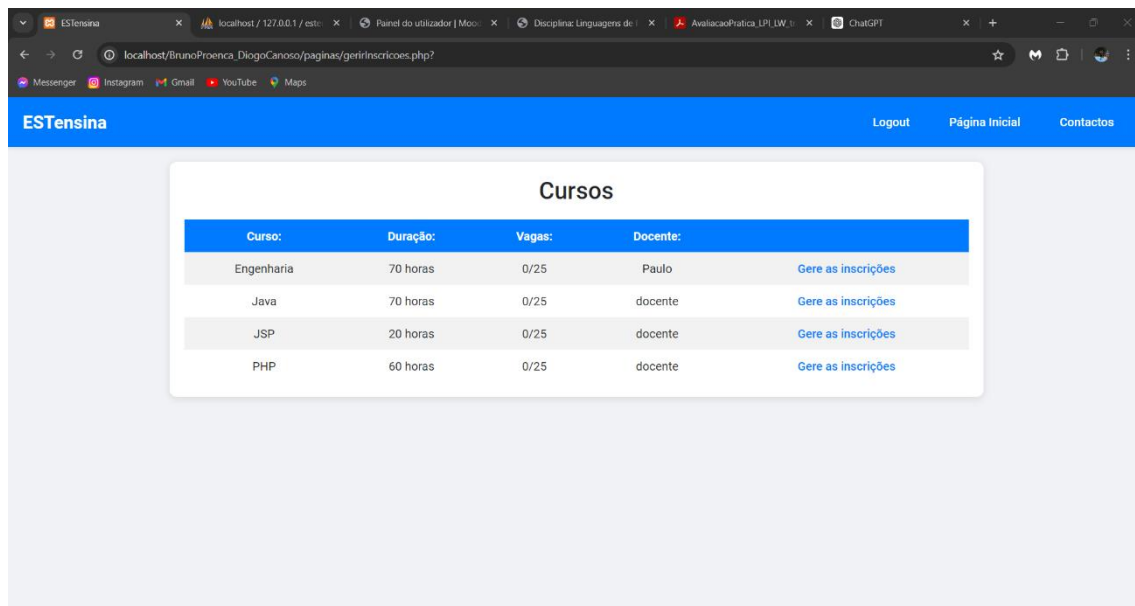 ESTensina
localhost / 127.0.0.1 / este
Painel do utilizador | Mood
Disciplina: Linguagens de
AvaliacaoPratica_LPI_LW_t
ChatGPT
localhost/BrunoProenca_DiogoCanoso/paginas/gerirInscricoes.php?
Messenger Instagram Gmail YouTube Maps
ESTensina Logout Página Inicial Contactos
Cursos
Curso: Duração: Vagas: Docente:
Engenharia 70 horas 0/25 Paulo Gere as inscrições
Java 70 horas 0/25 docente Gere as inscrições
JSP 20 horas 0/25 docente Gere as inscrições
PHP 60 horas 0/25 docente Gere as inscrições